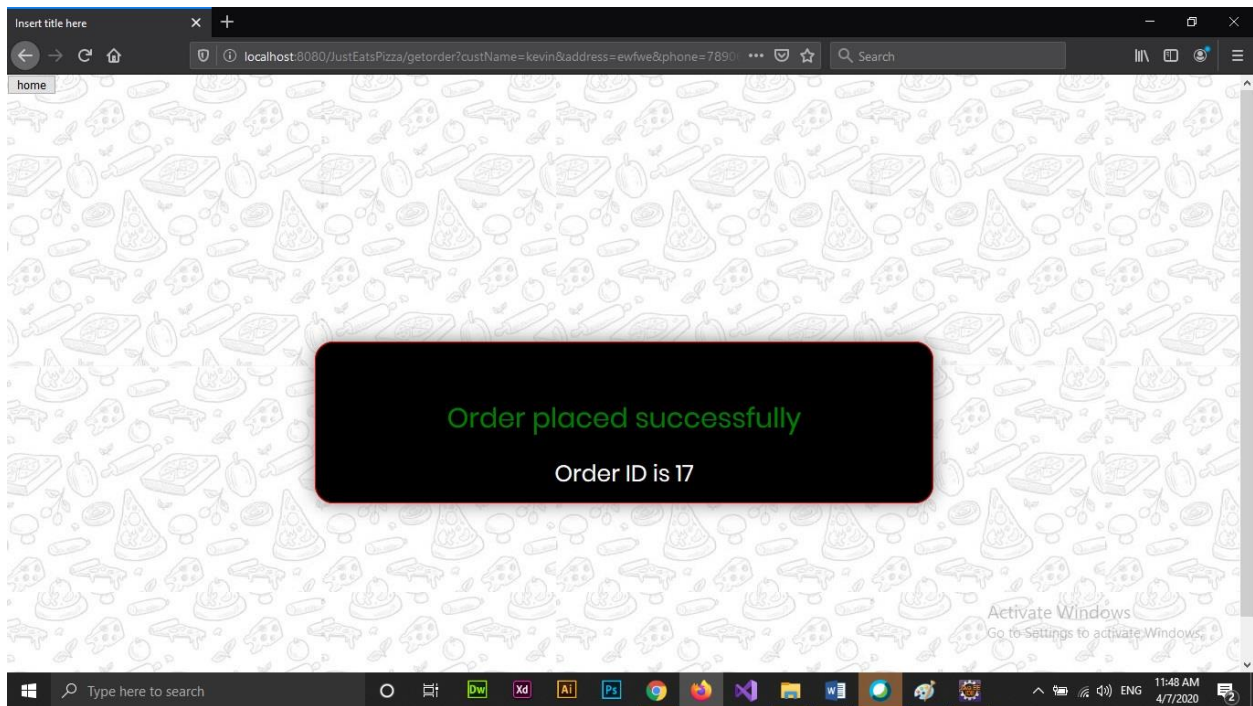 Insert title here
localhost:8080/JustEatsPizza/getorder?custName=kevin&address=ewfwe&phone=7890
Search
home
Order placed successfully
Order ID is 17
Activate Windows
Go to Settings to activate Windows.
Type here to search
Dw
Xd
Ai
Ps
ENG
11:48 AM
4/7/2020
2